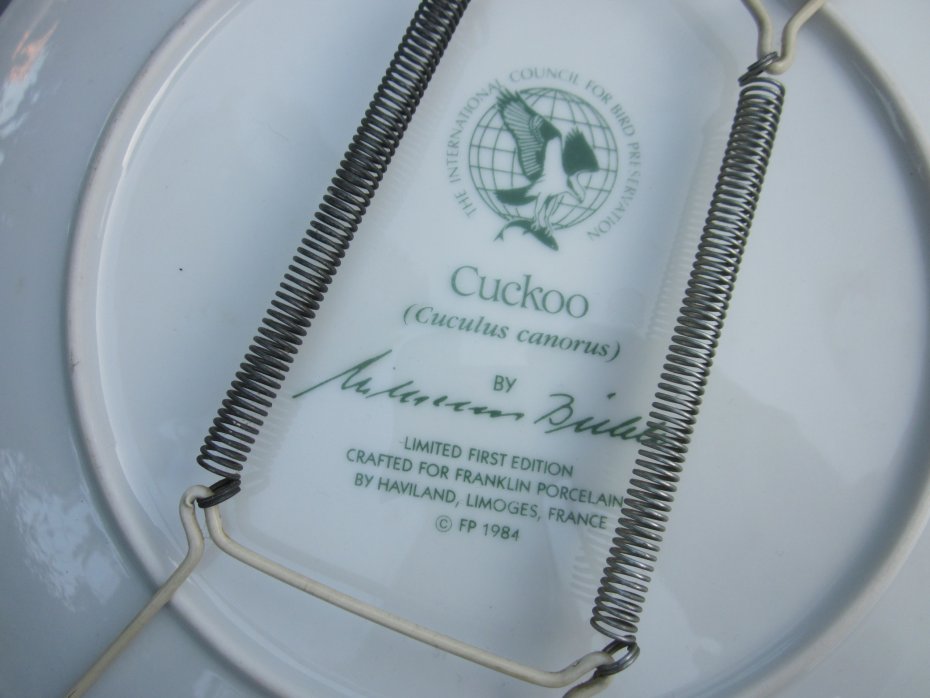 THE INTERNATIONAL COUNCIL FOR BIRD PRESERVATION
Cuckoo
(Cuculus canorus)
BY
LIMITED FIRST EDITION
CRAFTED FOR FRANKLIN PORCELAIN
BY HAVILAND, LIMOGES, FRANCE
© FP 1984